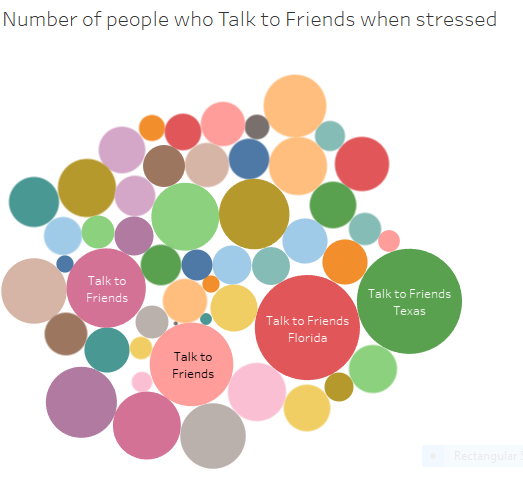 Number of people who Talk to Friends when stressed
Talk to
Friends
Talk to Friends
Texas
Talk to Friends
Florida
Talk to
Friends
Rectangular S